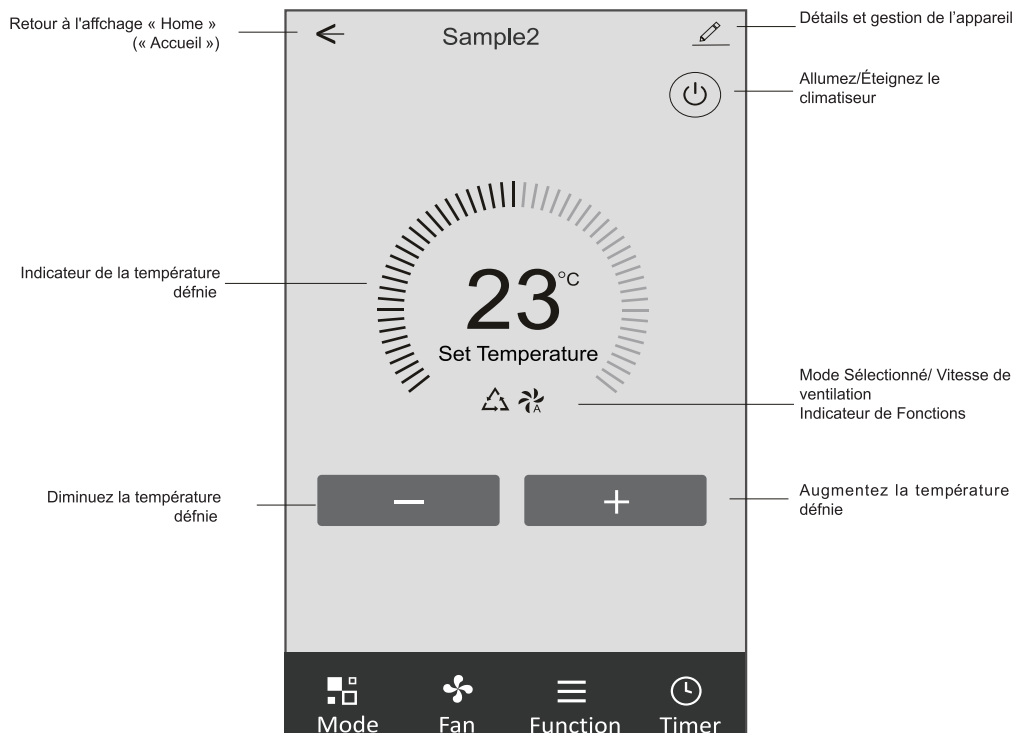 Retour à l'affchage « Home »
(« Accueil »)
Sample2
Détails et gestion de l'appareil
Allumez/Éteignez le
climatiseur
Indicateur de la température
défnie
23°C
Set Temperature
A
Mode Sélectionné/ Vitesse de
ventilation
Indicateur de Fonctions
Diminuez la température
défnie
Augmentez la température
défnie
Mode Fan Function Timer